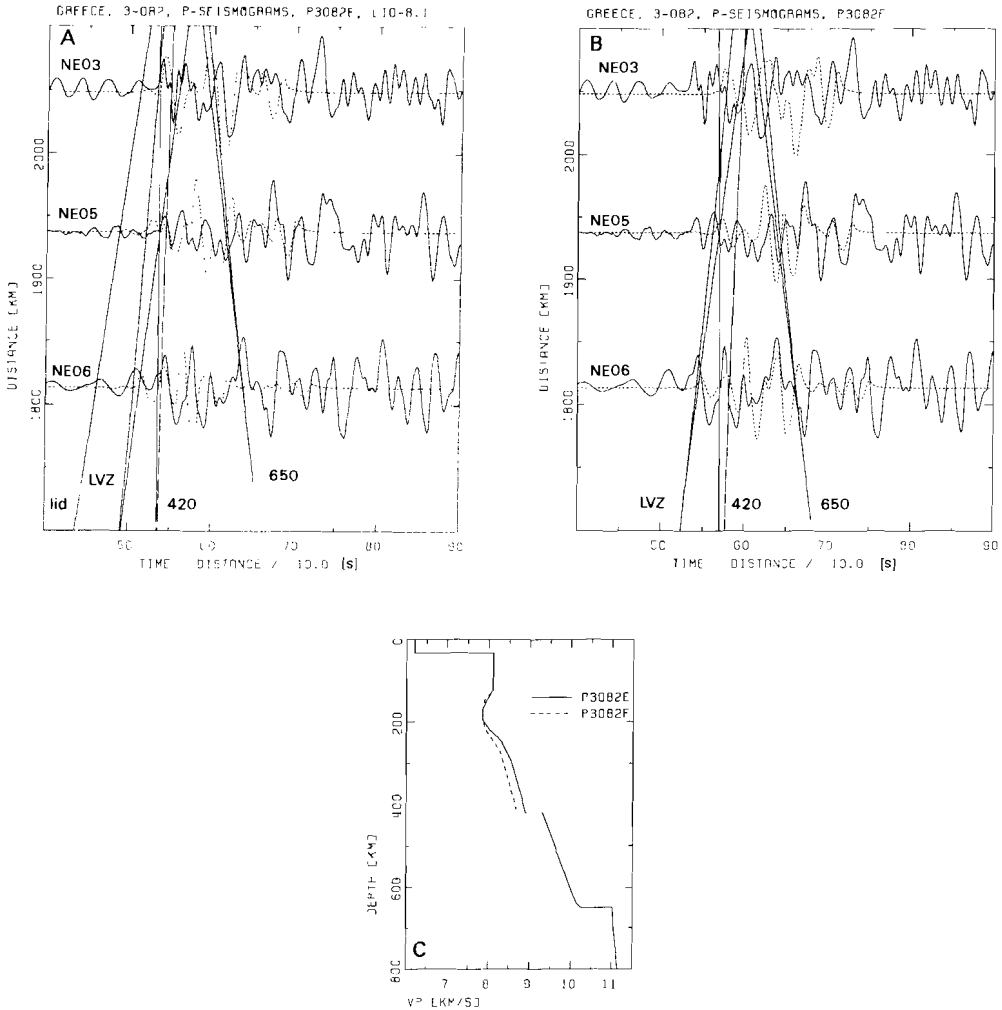 GREECE, 3-082, P-SEISMOGRAMS, P3082E, LID-8.1
A
NE03
NE05
NE06
LVZ
lid
420
650
2000
1900
1800
DISTANCE [KM]
50 60 70 80 90
TIME DISTANCE / 10.0 [S]
GREECE, 3-082, P-SEISMOGRAMS, P3082F
B
NE03
NE05
NE06
LVZ
420
650
2000
1900
1800
DISTANCE [KM]
50 60 70 80 90
TIME DISTANCE / 10.0 [S]
P3082E
P3082F
C
0
200
400
600
800
DEPTH [KM]
7 8 9 10 11
VP [KM/S]